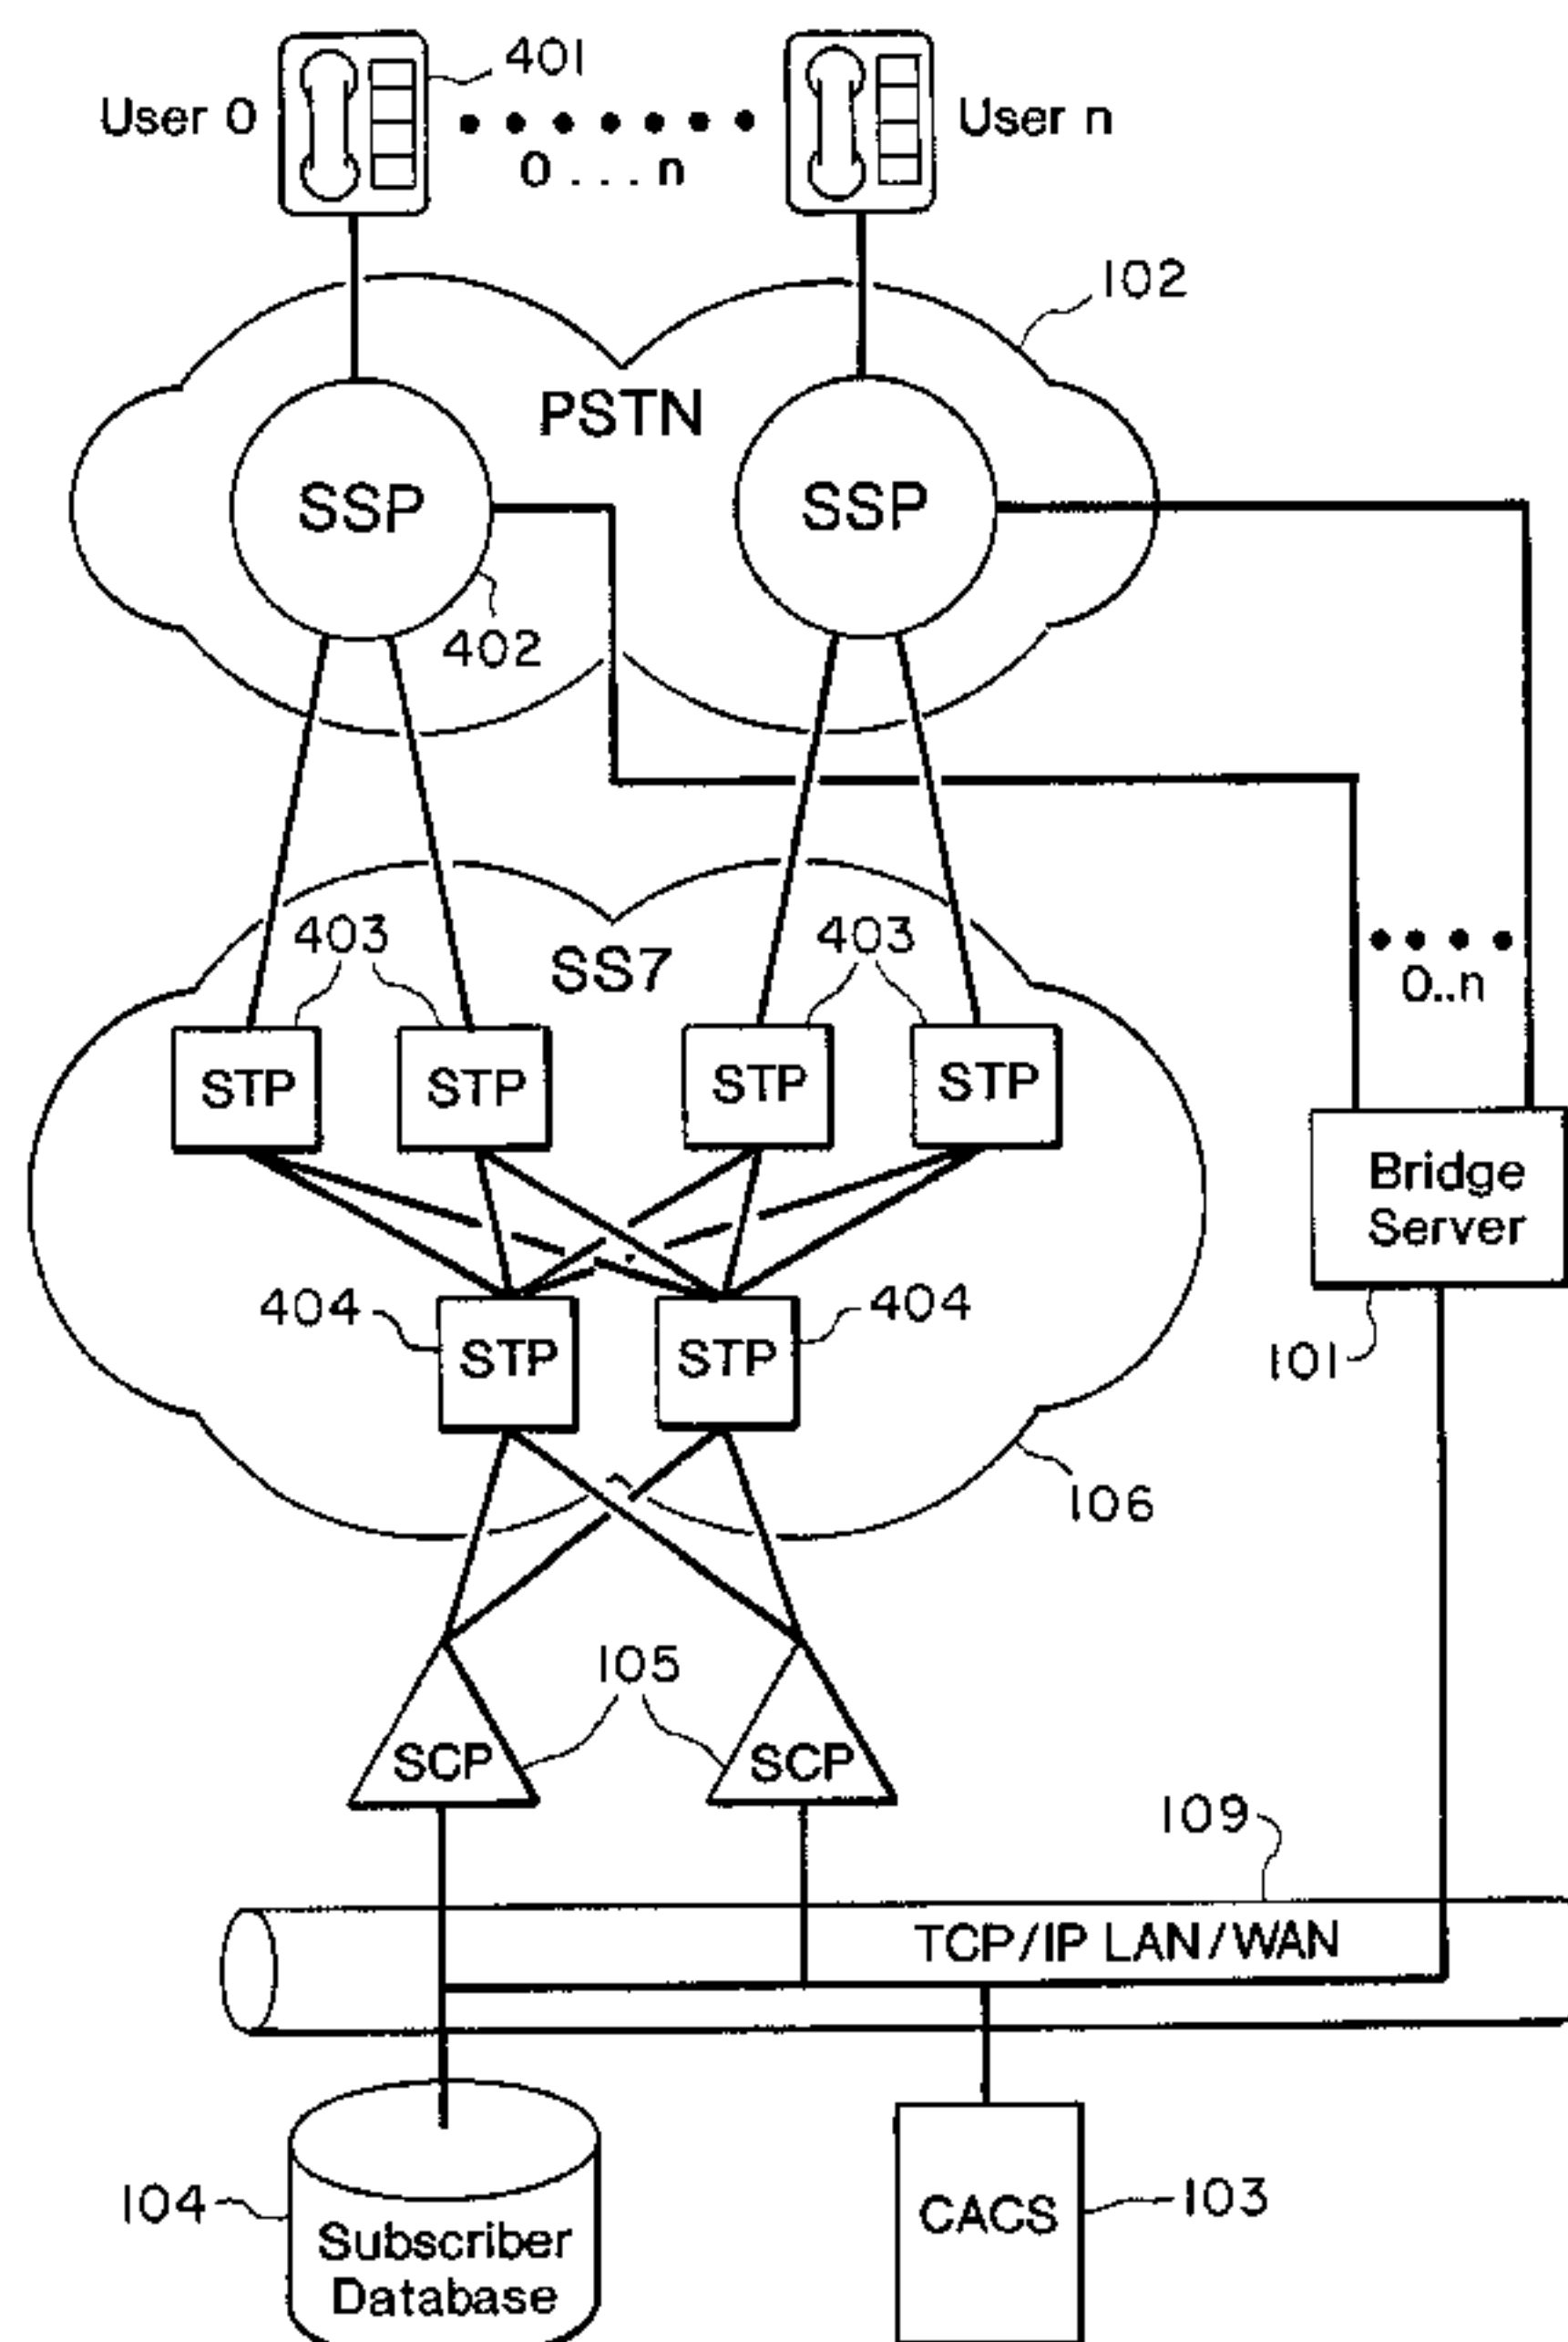 401
User 0
User n
0 . . . n
102
PSTN
SSP
SSP
402
403
403
SS7
0..n
STP
STP
STP
STP
Bridge
Server
404
404
STP
STP
101
106
105
SCP
SCP
109
TCP/IP LAN/WAN
104
103
CACS
Subscriber
Database